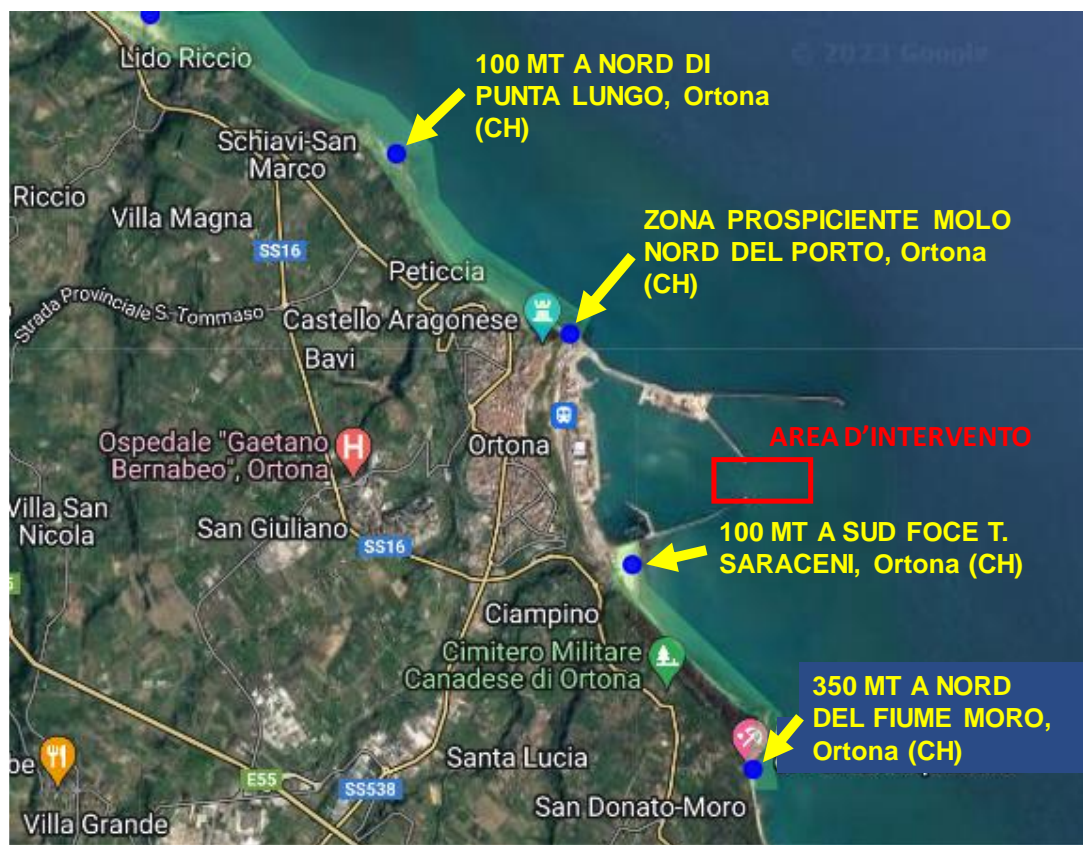 © 2023 Google
Lido Riccio
100 MT A NORD DI
PUNTA LUNGO, Ortona
(CH)
Schiavi-San
Marco
Riccio
Villa Magna
SS16
ZONA PROSPICIENTE MOLO
NORD DEL PORTO, Ortona
(CH)
Peticcia
Strada Provinciale S. Tommaso
Castello Aragonese
Bavi
AREA D'INTERVENTO
Ospedale "Gaetano
Bernabeo", Ortona
H
Ortona
Villa San
Nicola
San Giuliano
SS16
100 MT A SUD FOCE T.
SARACENI, Ortona (CH)
Ciampino
Cimitero Militare
Canadese di Ortona
350 MT A NORD
DEL FIUME MORO,
Ortona (CH)
Santa Lucia
E55
SS538
San Donato-Moro
Villa Grande